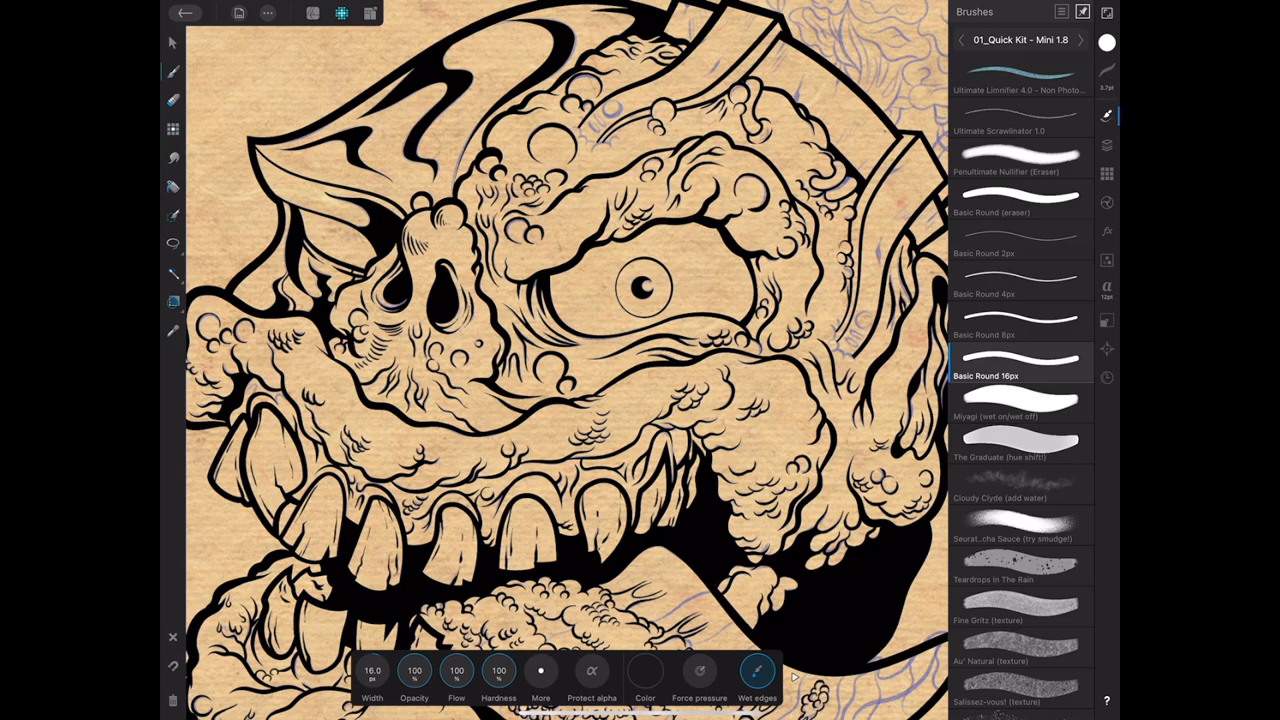 Brushes
01_Quick Kit - Mini 1.8
Ultimate Limnifier 4.0 - Non Photo...
3.7pt
Ultimate Scrawlinator 1.0
Penultimate Nullifier (Eraser)
Basic Round (eraser)
Basic Round 2px
Basic Round 4px
a
12pt
Basic Round 8px
Basic Round 16px
Miyagi (wet on/wet off)
The Graduate (hue shift!)
Cloudy Clyde (add water)
Seurat...cha Sauce (try smudge!)
Teardrops In The Rain
Fine Gritz (texture)
Au' Natural (texture)
Salissez-vous! (texture)
16.0
px
100
%
100
%
100
%
α
Width
Opacity
Flow
Hardness
More
Protect alpha
Color
Force pressure
Wet edges
?